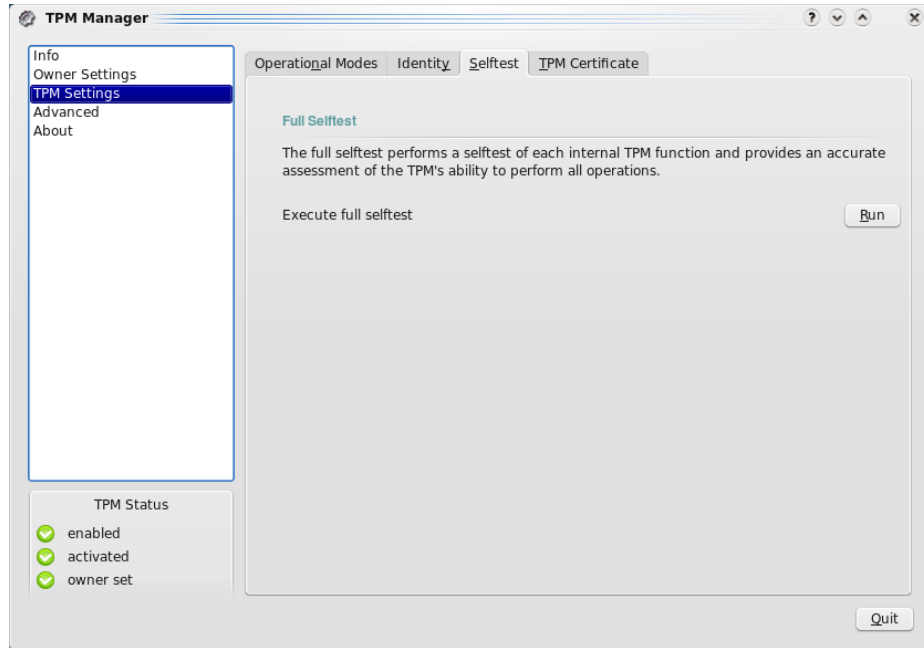 TPM Manager
Info
Owner Settings
TPM Settings
Advanced
About
Operational Modes
Identity
Selftest
TPM Certificate
Full Selftest
The full selftest performs a selftest of each internal TPM function and provides an accurate
assessment of the TPM's ability to perform all operations.
Execute full selftest
Run
TPM Status
enabled
activated
owner set
Quit